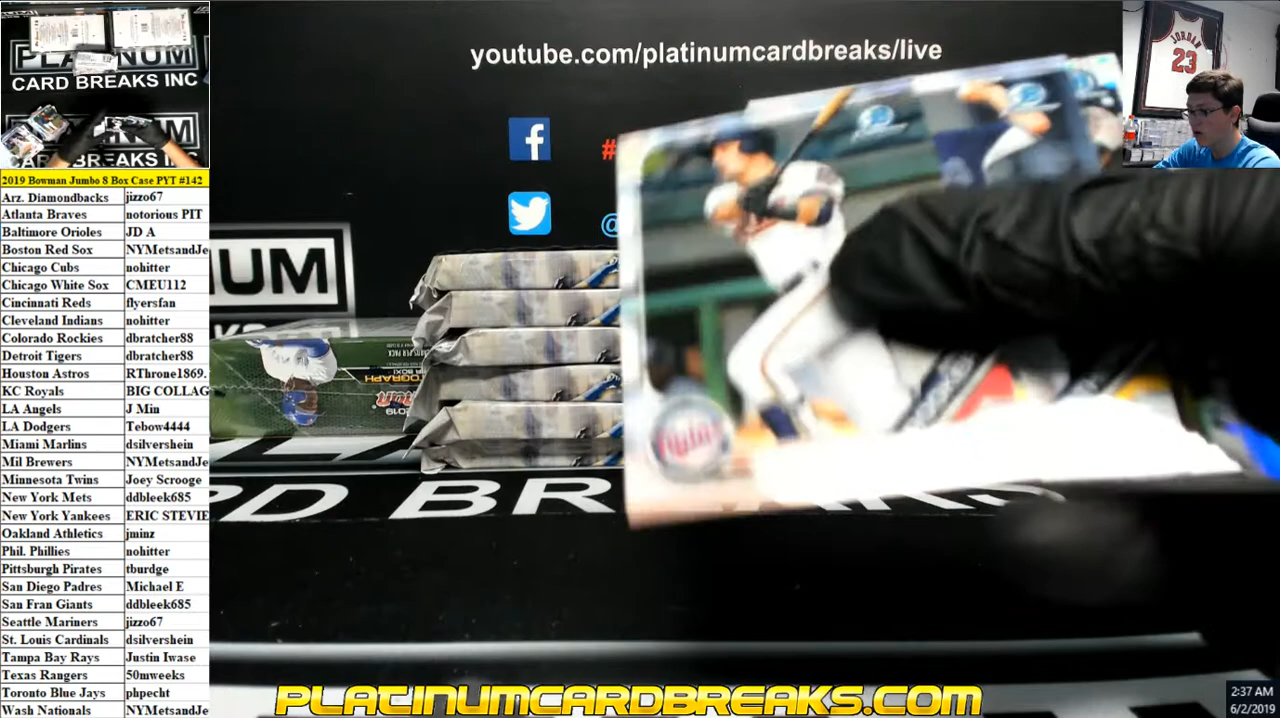 youtube.com/platinumcardbreaks/live
JORDAN
23
PLATINUM
CARD BREAKS INC
2019 Bowman Jumbo 8 Box Case PYT #142
Arz. Diamondbacks jizzo67
Atlanta Braves notorious PIT
Baltimore Orioles JD A
Boston Red Sox NYMetsandJe
Chicago Cubs nohitter
Chicago White Sox CMEU112
Cincinnati Reds flyersfan
Cleveland Indians nohitter
Colorado Rockies dbratcher88
Detroit Tigers dbratcher88
Houston Astros RThrone1869.
KC Royals BIG COLLAG
LA Angels J Min
LA Dodgers Tebow4444
Miami Marlins dsilvershein
Mil Brewers NYMetsandJe
Minnesota Twins Joey Scrooge
New York Mets ddbleek685
New York Yankees ERIC STEVIE
Oakland Athletics jminz
Phil. Phillies nohitter
Pittsburgh Pirates tburdge
San Diego Padres Michael E
San Fran Giants ddbleek685
Seattle Mariners jizzo67
St. Louis Cardinals dsilvershein
Tampa Bay Rays Justin Iwase
Texas Rangers 50mweeks
Toronto Blue Jays phpecht
Wash Nationals NYMetsandJe
f
#
@
NUM
Twins
RD BREAKS
PLATINUMCARDBREAKS.COM
2:37 AM
6/2/2019